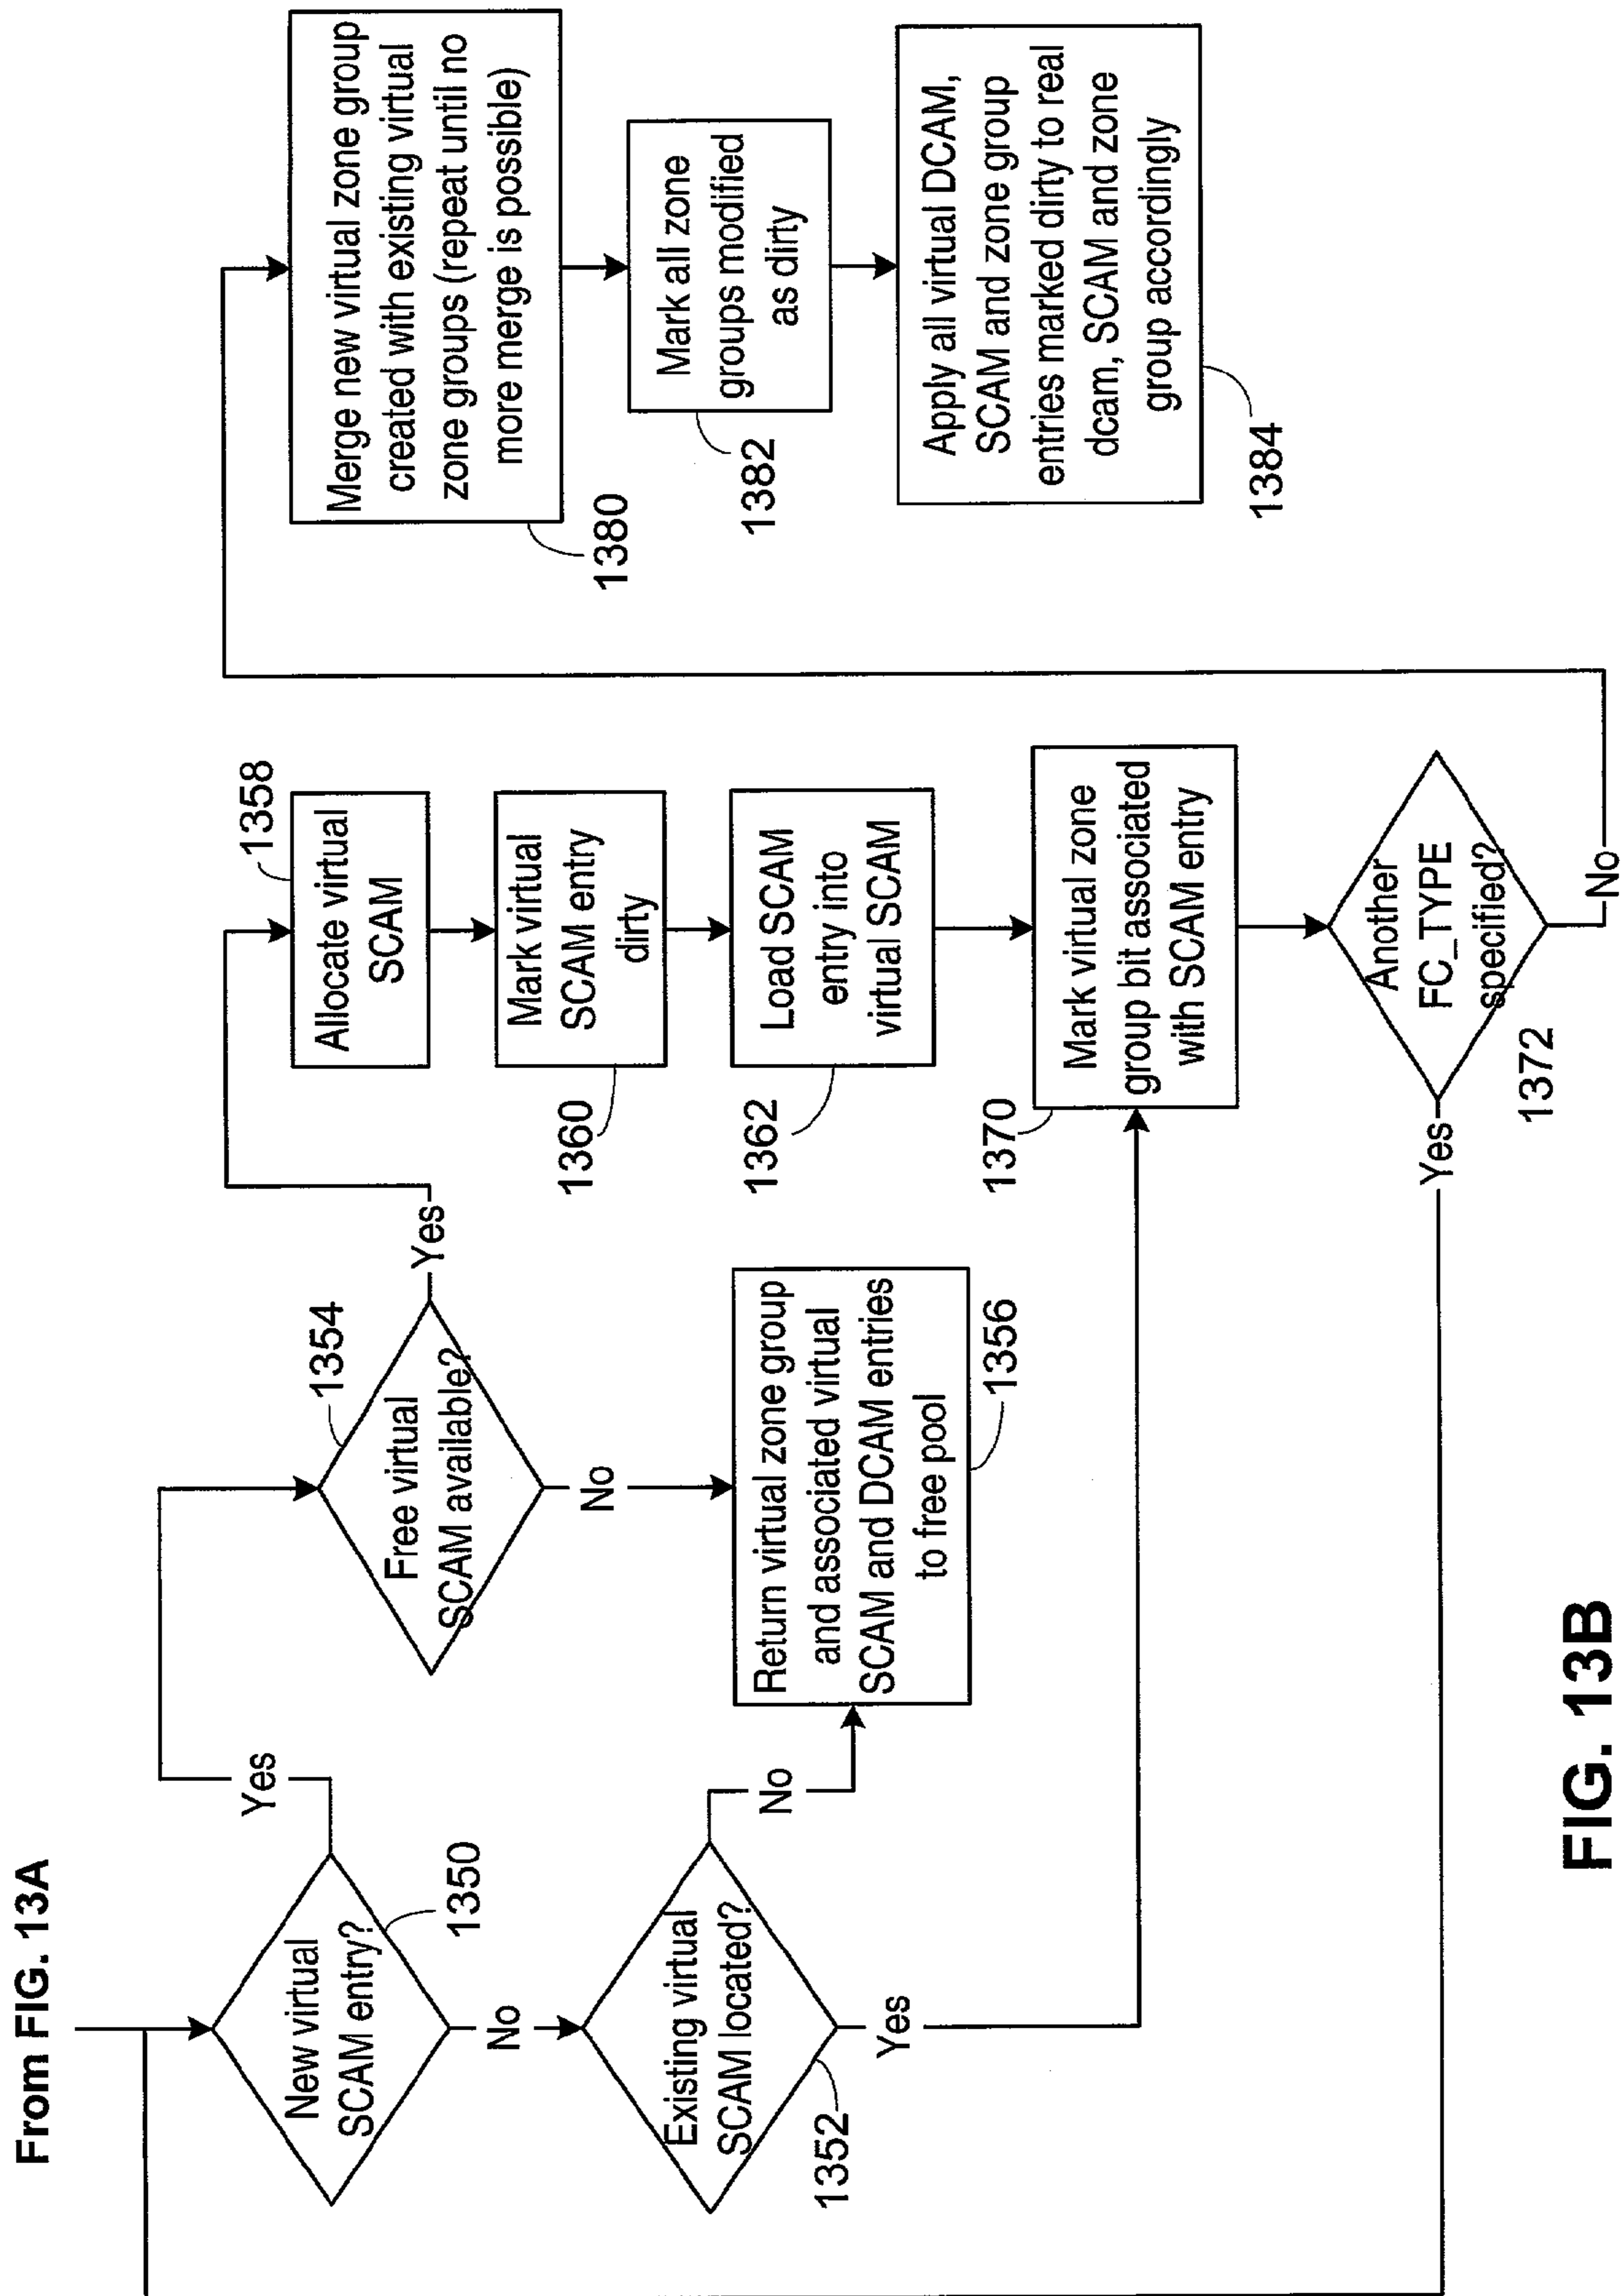 From FIG. 13A
New virtual
SCAM entry?
1350
Yes
No
Existing virtual
SCAM located?
1352
No
Yes
Free virtual
SCAM available?
1354
Yes
No
Return virtual zone group
and associated virtual
SCAM and DCAM entries
to free pool
1356
Allocate virtual
SCAM
1358
Mark virtual
SCAM entry
dirty
1360
Load SCAM
entry into
virtual SCAM
1362
Mark virtual zone
group bit associated
with SCAM entry
1370
Another
FC_TYPE
specified?
1372
Yes
No
Merge new virtual zone group
created with existing virtual
zone groups (repeat until no
more merge is possible)
1380
Mark all zone
groups modified
as dirty
1382
Apply all virtual DCAM,
SCAM and zone group
entries marked dirty to real
dcam, SCAM and zone
group accordingly
1384
FIG. 13B